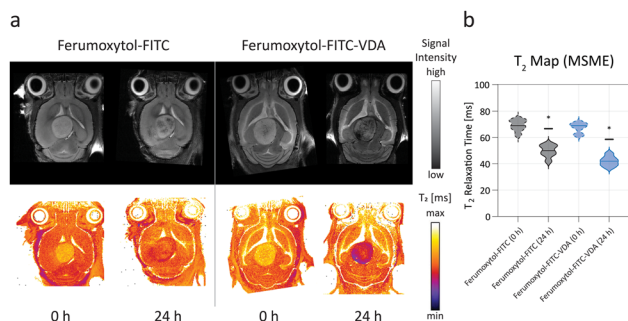 a
Ferumoxytol-FITC
Ferumoxytol-FITC-VDA
Signal
Intensity
high
low
T₂ [ms]
max
min
0 h
24 h
0 h
24 h
b
T₂ Map (MSME)
T₂ Relaxation Time [ms]
100
80
60
40
20
0
*
*
Ferumoxytol-FITC (0 h)
Ferumoxytol-FITC (24 h)
Ferumoxytol-FITC-VDA (0 h)
Ferumoxytol-FITC-VDA (24 h)